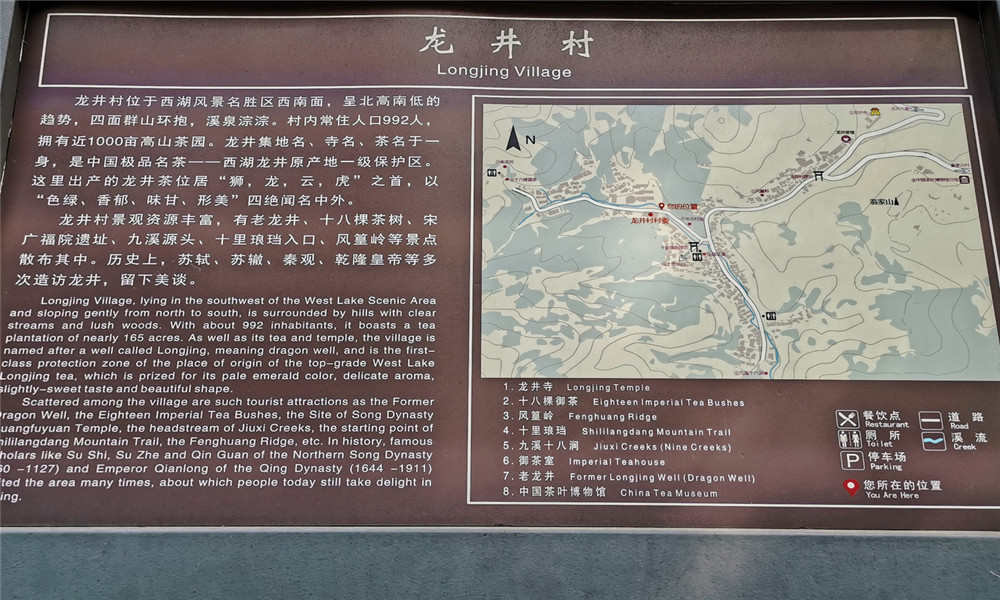 龙井村
Longjing Village
龙井村位于西湖风景名胜区西南面，呈北高南低的
趋势，四面群山环抱，溪泉淙淙。村内常住人口992人，
拥有近1000亩高山茶园。龙井集地名、寺名、茶名于一
身，是中国极品名茶——西湖龙井原产地一级保护区。
这里出产的龙井茶位居“狮，龙，云，虎”之首，以
“色绿、香郁、味甘、形美”四绝闻名中外。
龙井村景观资源丰富，有老龙井、十八棵茶树、宋
广福院遗址、九溪源头、十里琅珰入口、风篁岭等景点
散布其中。历史上，苏轼、苏辙、秦观、乾隆皇帝等多
次造访龙井，留下美谈。
Longjing Village, lying in the southwest of the West Lake Scenic Area
and sloping gently from north to south, is surrounded by hills with clear
streams and lush woods. With about 992 inhabitants, it boasts a tea
plantation of nearly 165 acres. As well as its tea and temple, the village is
named after a well called Longjing, meaning dragon well, and is the first-
class protection zone of the place of origin of the top-grade West Lake
Longjing tea, which is prized for its pale emerald color, delicate aroma,
slightly-sweet taste and beautiful shape.
Scattered among the village are such tourist attractions as the Former
Dragon Well, the Eighteen Imperial Tea Bushes, the Site of Song Dynasty
uangfuyuan Temple, the headstream of Jiuxi Creeks, the starting point of
hililangdang Mountain Trail, the Fenghuang Ridge, etc. In history, famous
holars like Su Shi, Su Zhe and Qin Guan of the Northern Song Dynasty
60 -1127) and Emperor Qianlong of the Qing Dynasty (1644 -1911)
ited the area many times, about which people today still take delight in
ing.
N
您的位置
龙井村村委
翁家山
1. 龙井寺 Longjing Temple
2. 十八棵御茶 Eighteen Imperial Tea Bushes
3. 风篁岭 Fenghuang Ridge
4. 十里琅珰 Shililangdang Mountain Trail
5. 九溪十八涧 Jiuxi Creeks (Nine Creeks)
6. 御茶室 Imperial Teahouse
7. 老龙井 Former Longjing Well (Dragon Well)
8. 中国茶叶博物馆 China Tea Museum
餐饮点 Restaurant
道路 Road
厕所 Toilet
溪流 Creek
P 停车场 Parking
您所在的位置
You Are Here